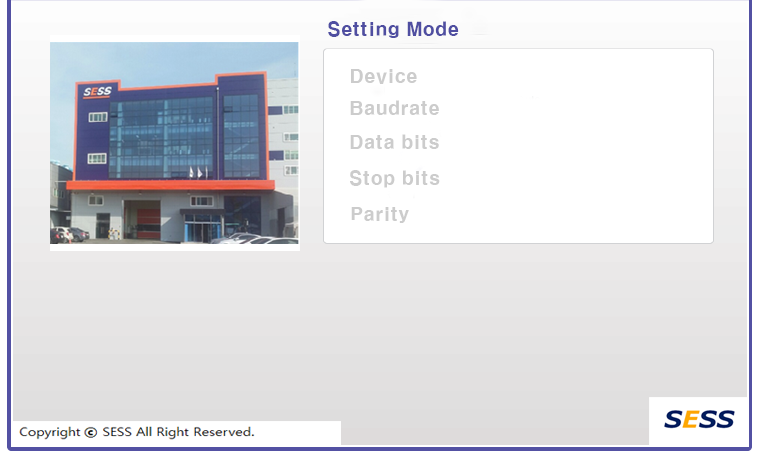 Setting Mode
SESS
Device
Baudrate
Data bits
Stop bits
Parity
SESS
Copyright ⓒ SESS All Right Reserved.